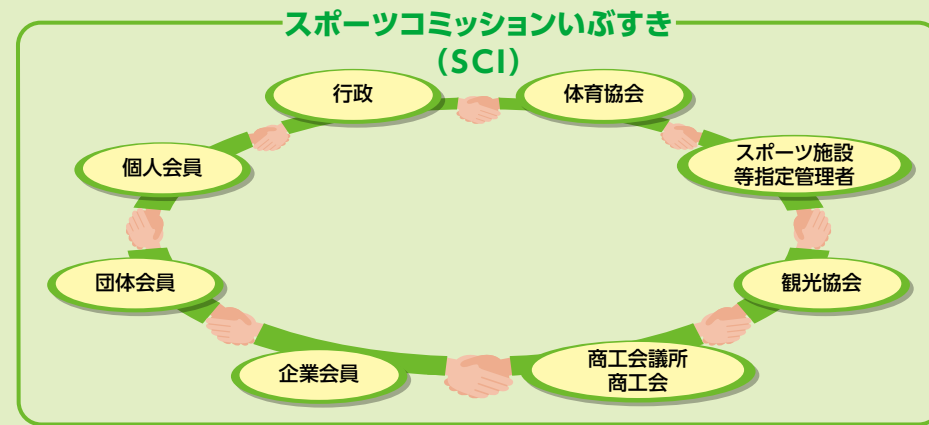 スポーツコミッションいぶすき
(SCI)
行政
体育協会
個人会員
スポーツ施設
等指定管理者
団体会員
観光協会
企業会員
商工会議所
商工会